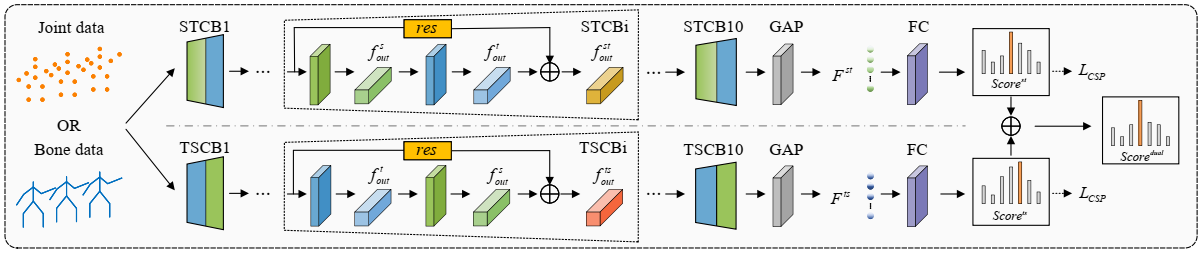 Joint data
OR
Bone data
STCB1
...
res
STCBi
f^s_out
f^t_out
f^st_out
...
STCB10
GAP
F^st
FC
Score^st
L_CSP
TSCB1
...
res
TSCBi
f^t_out
f^s_out
f^ts_out
...
TSCB10
GAP
F^ts
FC
Score^ts
L_CSP
Score^dual